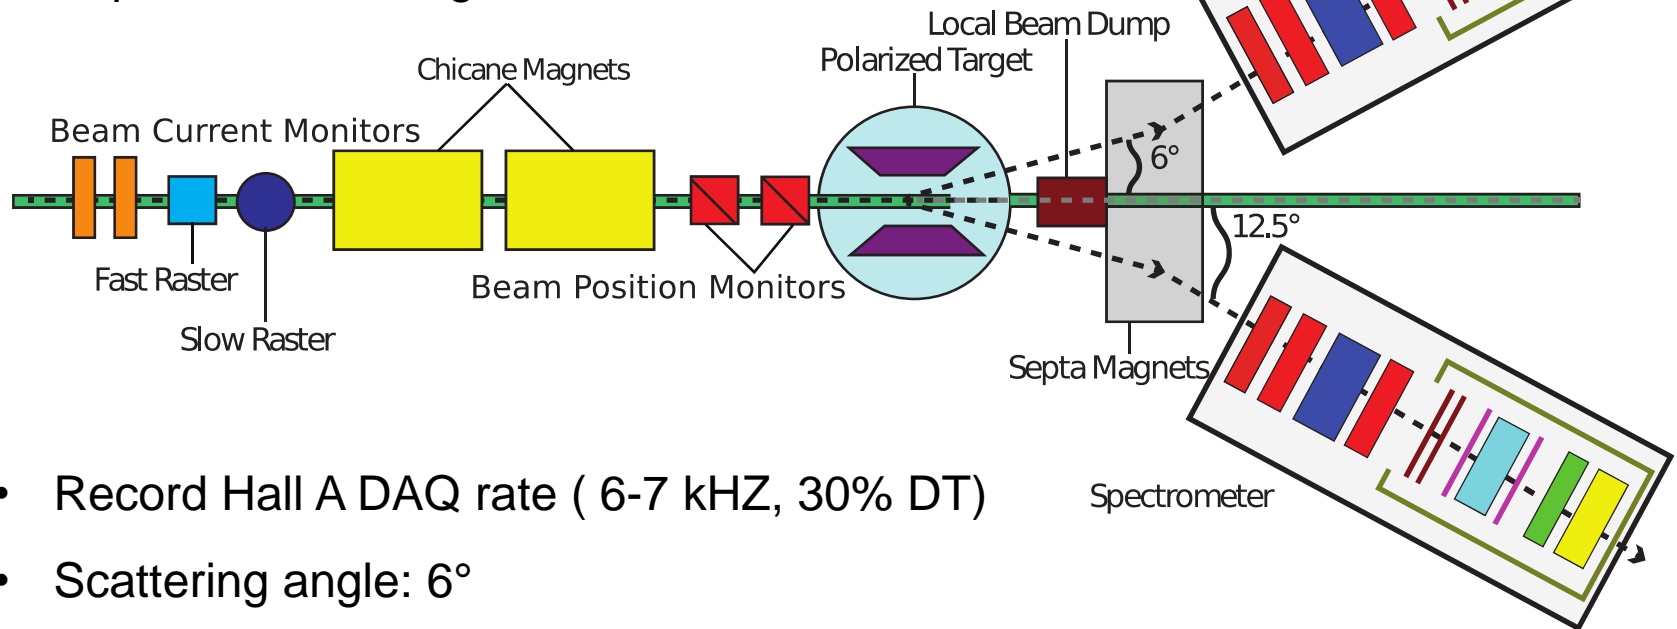 Local Beam Dump
Polarized Target
Chicane Magnets
Beam Current Monitors
6°
12.5°
Fast Raster
Beam Position Monitors
Slow Raster
Septa Magnets
Spectrometer
• Record Hall A DAQ rate ( 6-7 kHZ, 30% DT)
• Scattering angle: 6°